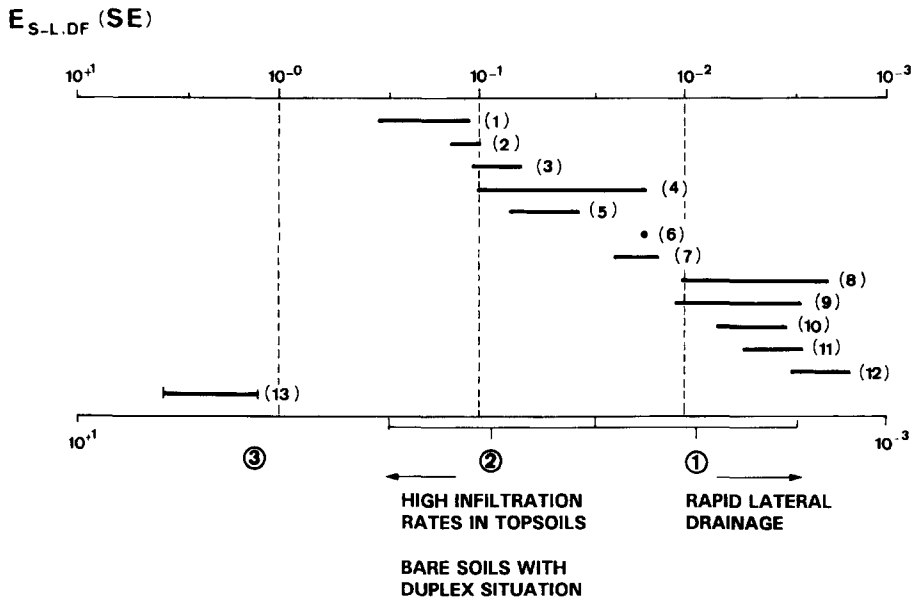 E S-L.DF (SE)
10+1 10-0 10-1 10-2 10-3
(1)
(2)
(3)
(4)
(5)
(6)
(7)
(8)
(9)
(10)
(11)
(12)
(13)
10+1 10-3
③ ② ①
HIGH INFILTRATION RAPID LATERAL
RATES IN TOPSOILS DRAINAGE
BARE SOILS WITH
DUPLEX SITUATION